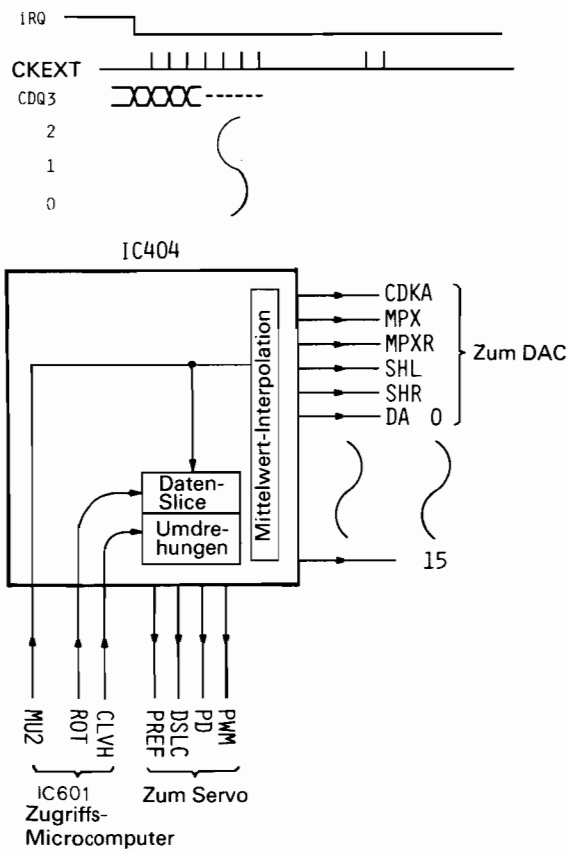 iRQ
CKEXT
CDQ3
2
1
0
IC404
Mittelwert-Interpolation
Daten-
Slice
Umdre-
hungen
CDKA
MPX
MPXR
SHL
SHR
DA 0
15
Zum DAC
MU2
ROT
CLVH
PREF
DSLC
PD
PWM
IC601
Zugriffs-
Microcomputer
Zum Servo